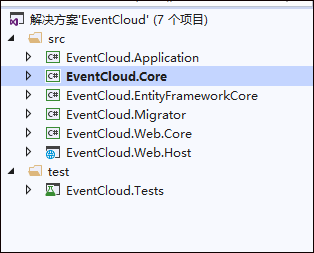 解决方案'EventCloud' (7 个项目)
src
C# EventCloud.Application
C# EventCloud.Core
C# EventCloud.EntityFrameworkCore
C# EventCloud.Migrator
C# EventCloud.Web.Core
EventCloud.Web.Host
test
EventCloud.Tests